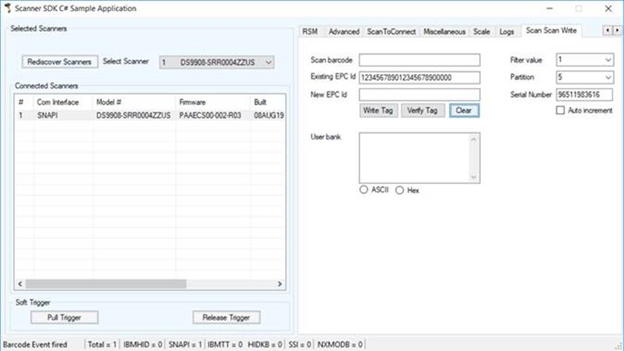 Scanner SDK C# Sample Application
Selected Scanners
Rediscover Scanners Select Scanner 1 DS9908-SRR0004ZZUS
Connected Scanners
# Com Interface Model # Firmware Built
1 SNAPI DS9908-SRR0004ZZUS PAAECS00-002-R03 08AUG19
Soft Trigger
Pull Trigger Release Trigger
RSM Advanced ScanToConnect Miscellaneous Scale Logs Scan Scan Write
Scan barcode Filter value 1
Existing EPC Id 123456789012345678900000 Partition 5
New EPC Id Serial Number 96511983616
Write Tag Verify Tag Clear Auto increment
User bank
ASCII Hex
Barcode Event fired Total = 1 IBMHID = 0 SNAPI = 1 IBMTT = 0 HIDKB = 0 SSI = 0 NXMODB = 0